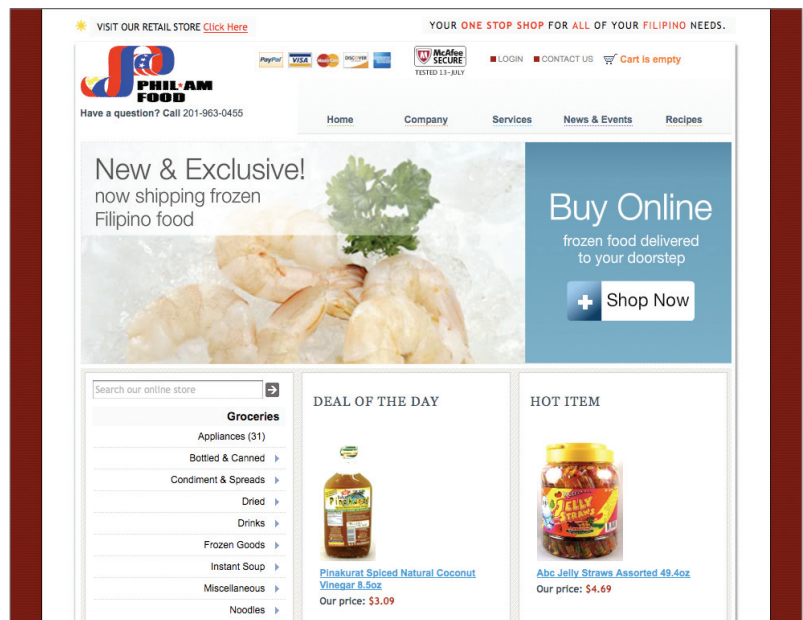 VISIT OUR RETAIL STORE Click Here
YOUR ONE STOP SHOP FOR ALL OF YOUR FILIPINO NEEDS.
PHIL★AM
FOOD
Have a question? Call 201-963-0455
PayPal VISA MasterCard DISCOVER
McAfee
SECURE
TESTED 13-JULY
LOGIN CONTACT US Cart is empty
Home Company Services News & Events Recipes
New & Exclusive!
now shipping frozen
Filipino food
Buy Online
frozen food delivered
to your doorstep
Shop Now
Search our online store
Groceries
Appliances (31)
Bottled & Canned
Condiment & Spreads
Dried
Drinks
Frozen Goods
Instant Soup
Miscellaneous
Noodles
DEAL OF THE DAY
Pinakurat Spiced Natural Coconut
Vinegar 8.5oz
Our price: $3.09
HOT ITEM
JELLY
STRAWS
Abc Jelly Straws Assorted 49.4oz
Our price: $4.69